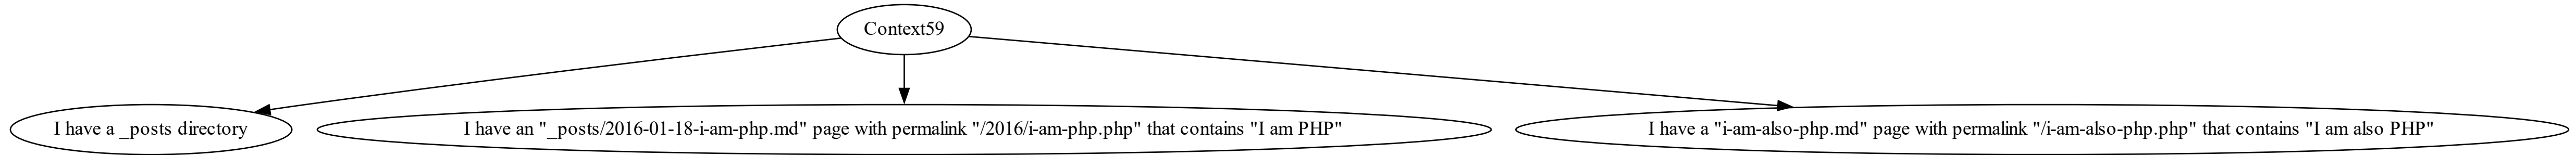 Context59
I have a _posts directory
I have an "_posts/2016-01-18-i-am-php.md" page with permalink "/2016/i-am-php.php" that contains "I am PHP"
I have a "i-am-also-php.md" page with permalink "/i-am-also-php.php" that contains "I am also PHP"